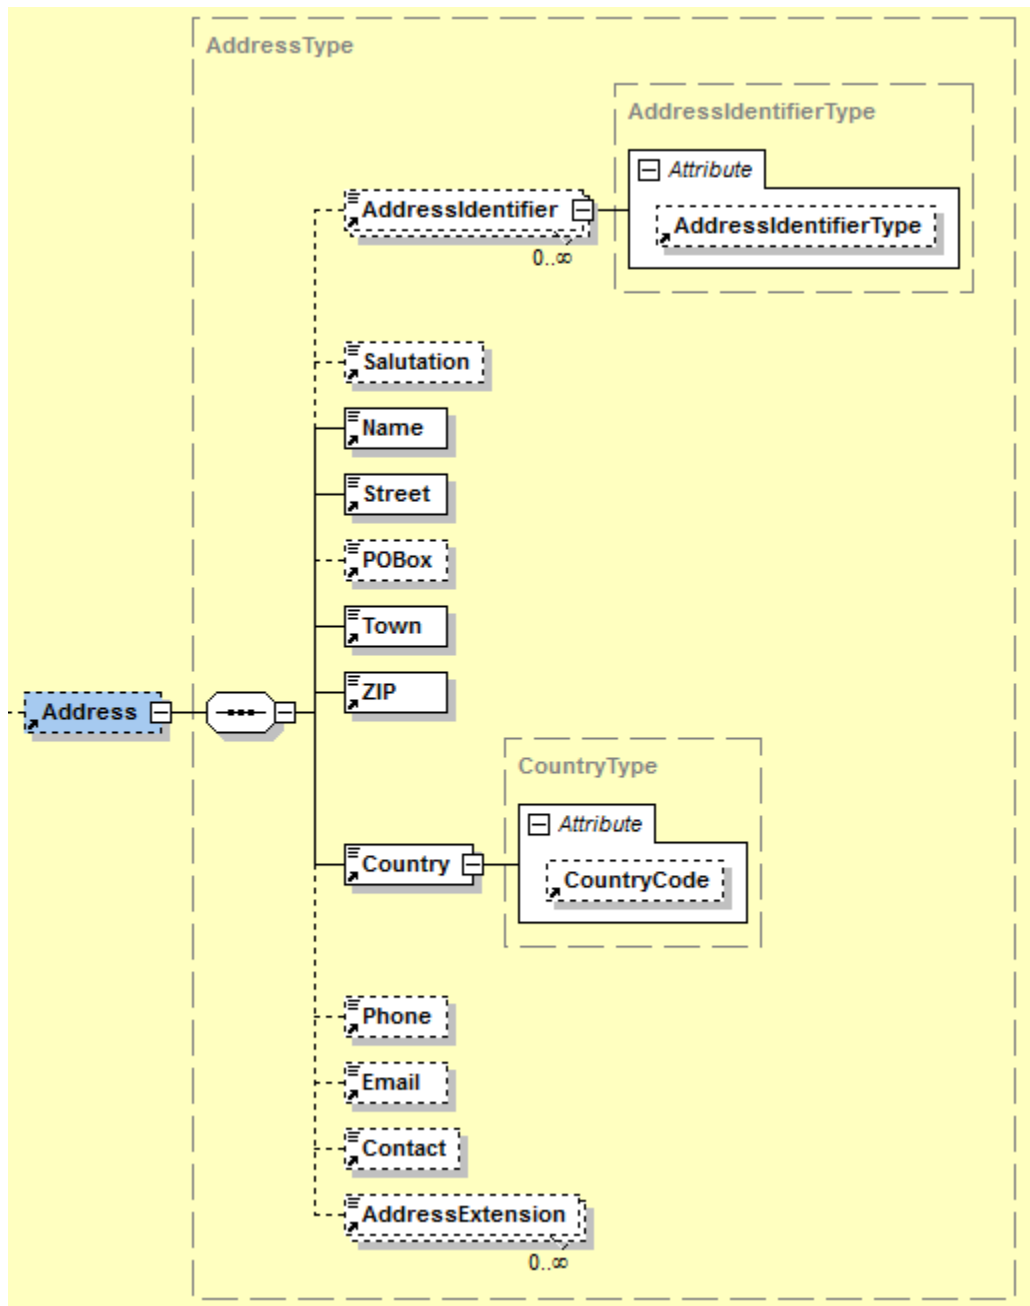 AddressType
AddressIdentifierType
Attribute
AddressIdentifier
AddressIdentifierType
0..∞
Salutation
Name
Street
POBox
Town
ZIP
Address
CountryType
Attribute
Country
CountryCode
Phone
Email
Contact
AddressExtension
0..∞